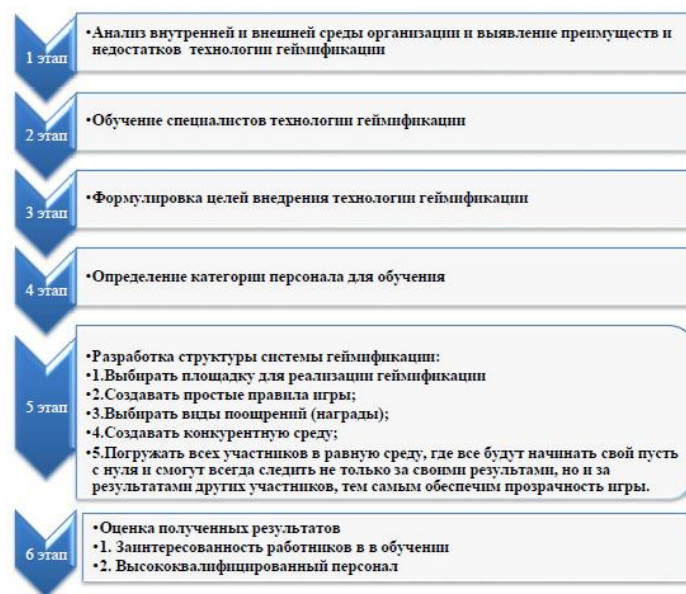 1 этап
•Анализ внутренней и внешней среды организации и выявление преимуществ и
недостатков технологии геймификации
2 этап
•Обучение специалистов технологии геймификации
3 этап
•Формулировка целей внедрения технологии геймификации
4 этап
•Определение категории персонала для обучения
5 этап
•Разработка структуры системы геймификации:
•1.Выбирать площадку для реализации геймификации
•2.Создавать простые правила игры;
•3.Выбирать виды поощрений (награды);
•4.Создавать конкурентную среду;
•5.Погружать всех участников в равную среду, где все будут начинать свой пусть
с нуля и смогут всегда следить не только за своими результатами, но и за
результатами других участников, тем самым обеспечим прозрачность игры.
6 этап
•Оценка полученных результатов
•1. Заинтересованность работников в в обучении
•2. Высококвалифицированный персонал